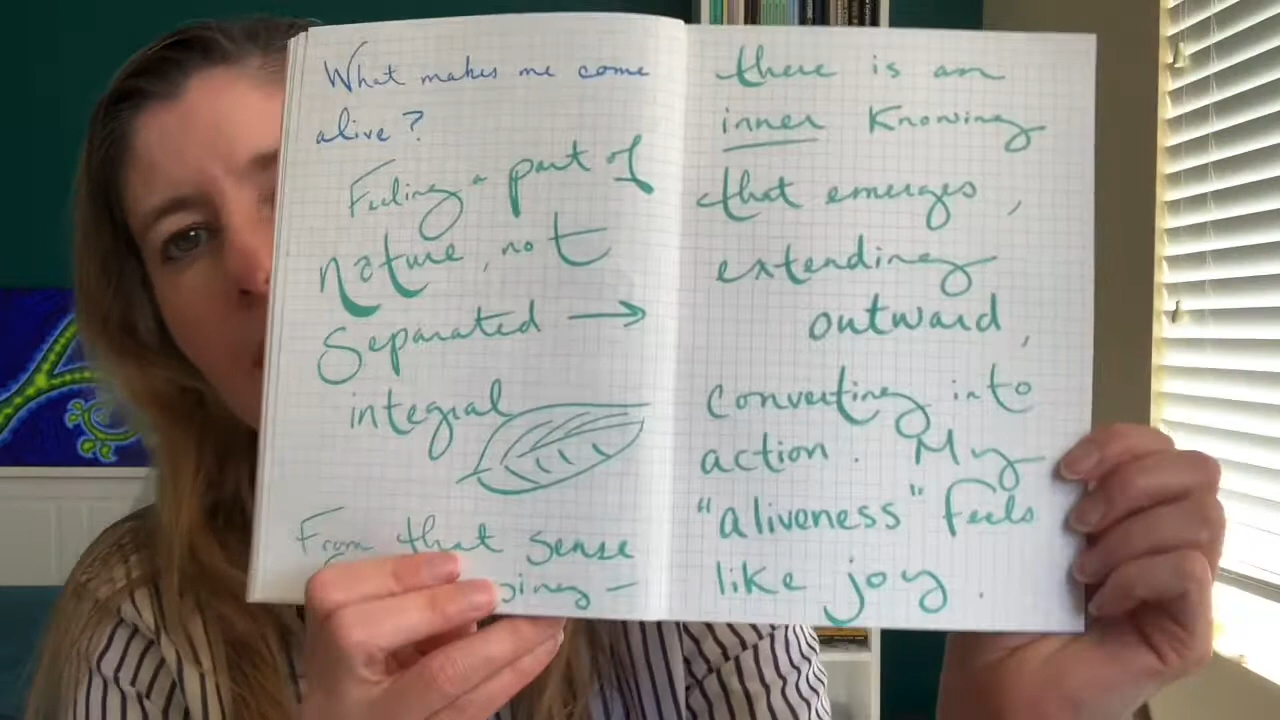 What makes me come
alive?
Feeling a part of
nature, not
Separated →
integral
From that sense
there is an
inner Knowing
that emerges,
extending
outward,
converting into
action. My
"aliveness" feels
like joy.